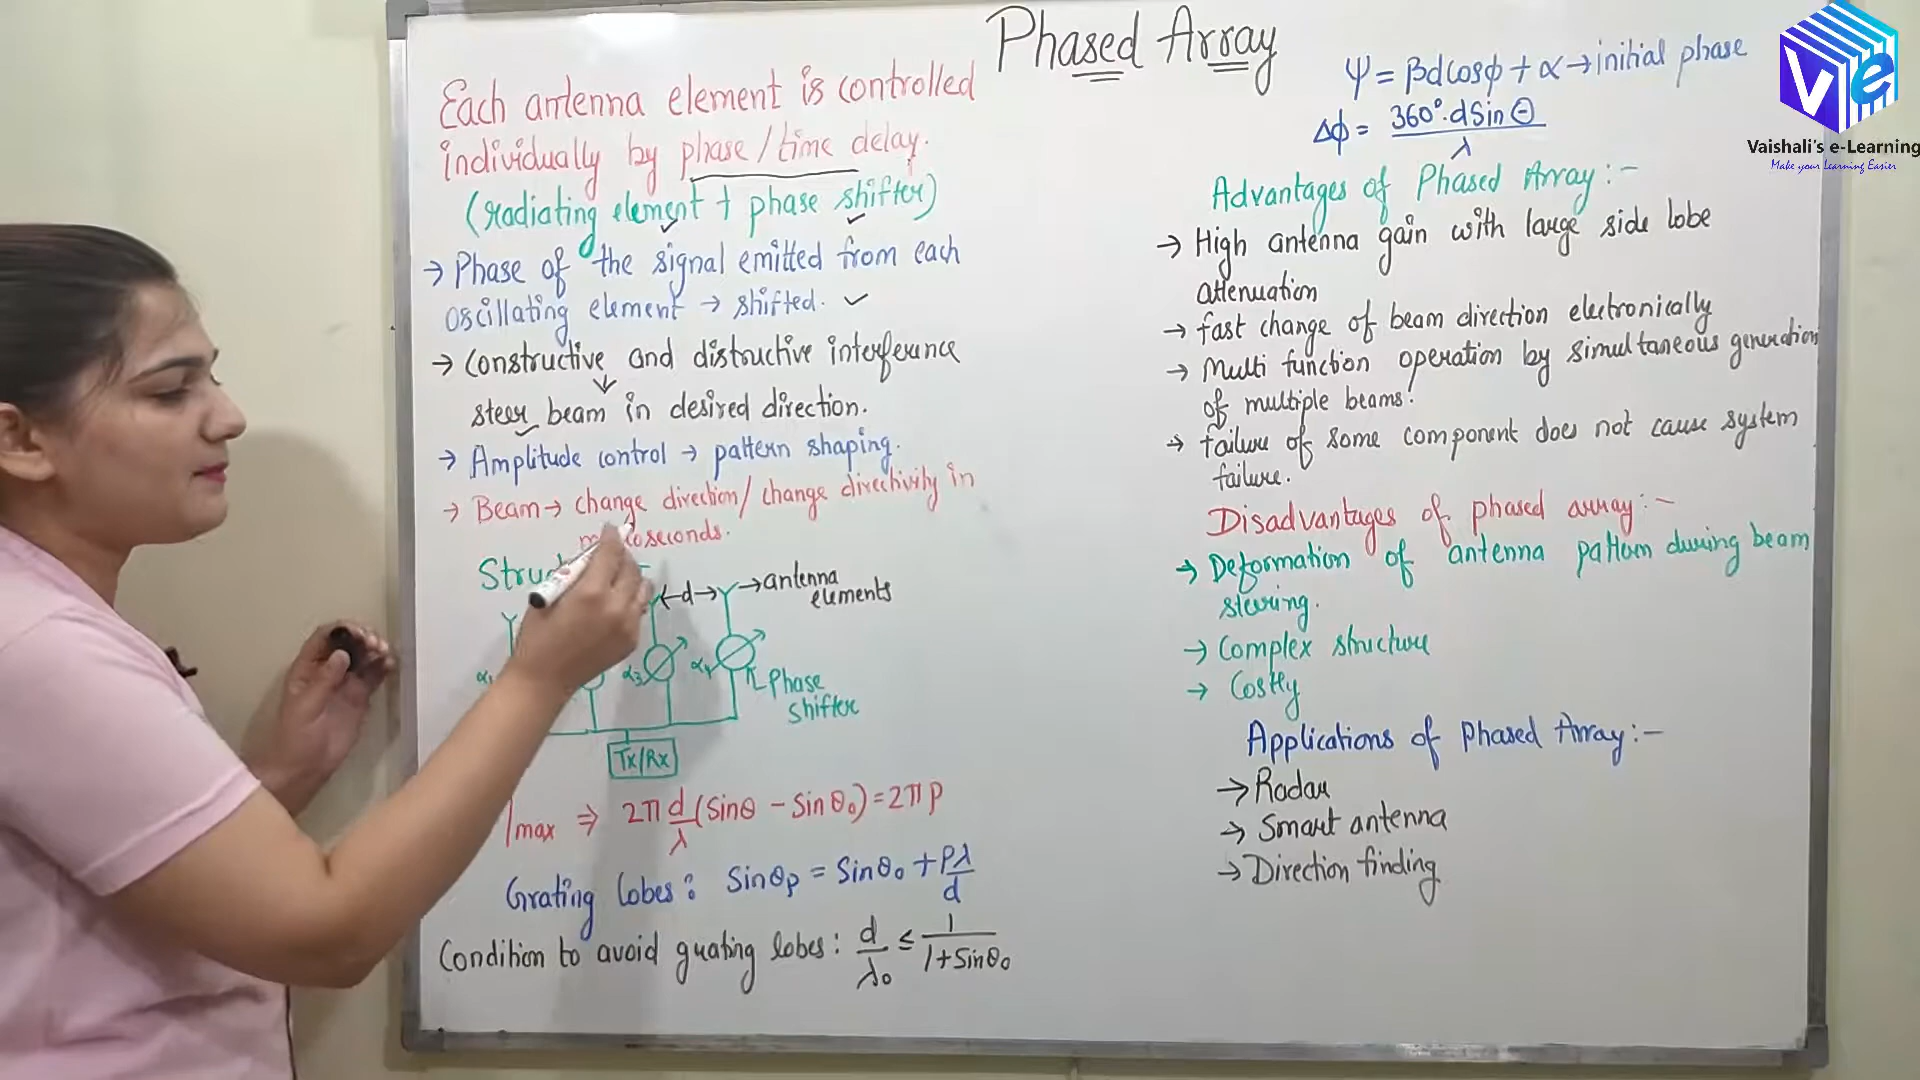 Phased Array
Each antenna element is controlled
individually by phase/time delay.
(radiating element + phase shifter)
→ Phase of the signal emitted from each
oscillating element → shifted. ✓
→ Constructive and distructive interference
↓
steer beam in desired direction.
→ Amplitude control → pattern shaping.
→ Beam → change direction/ change directivity in
seconds.
←d→ → antenna
elements
α3 α4
Phase
shifter
Tx/Rx
max ⇒ 2π d/λ (Sinθ − Sinθ₀) = 2πp
Grating lobes: Sinθp = Sinθ₀ + Pλ/d
Condition to avoid grating lobes: d/λ₀ ≤ 1/(1+Sinθ₀)
Ψ = βdcosϕ + α → initial phase
Δϕ = 360°.dSinΘ/λ
Advantages of Phased Array:-
→ High antenna gain with large side lobe
attenuation
→ fast change of beam direction electronically
→ Multi function operation by simultaneous generation
of multiple beams.
→ failure of some component does not cause system
failure.
Disadvantages of phased array:-
→ Deformation of antenna pattern during beam
steering.
→ Complex structure
→ Costly
Applications of Phased Array:-
→ Radar
→ Smart antenna
→ Direction finding
Ve
Vaishali's e-Learning
Make your Learning Easier